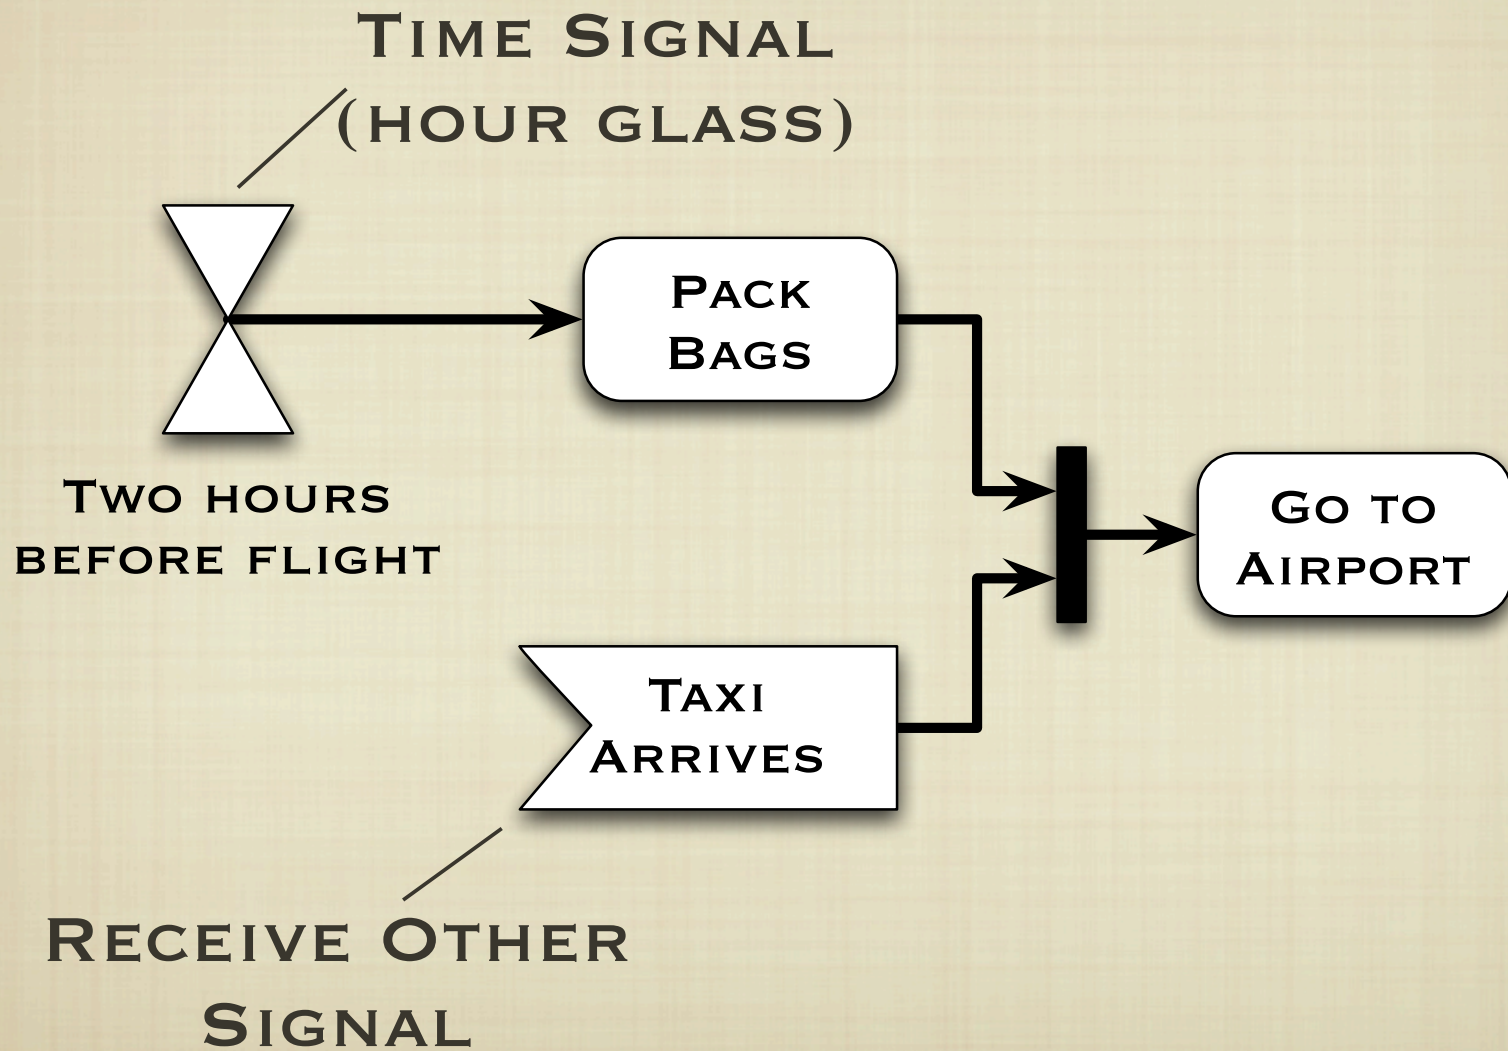 Time Signal
(hour glass)
Pack
Bags
Two hours
before flight
Go to
Airport
Taxi
Arrives
Receive Other
Signal